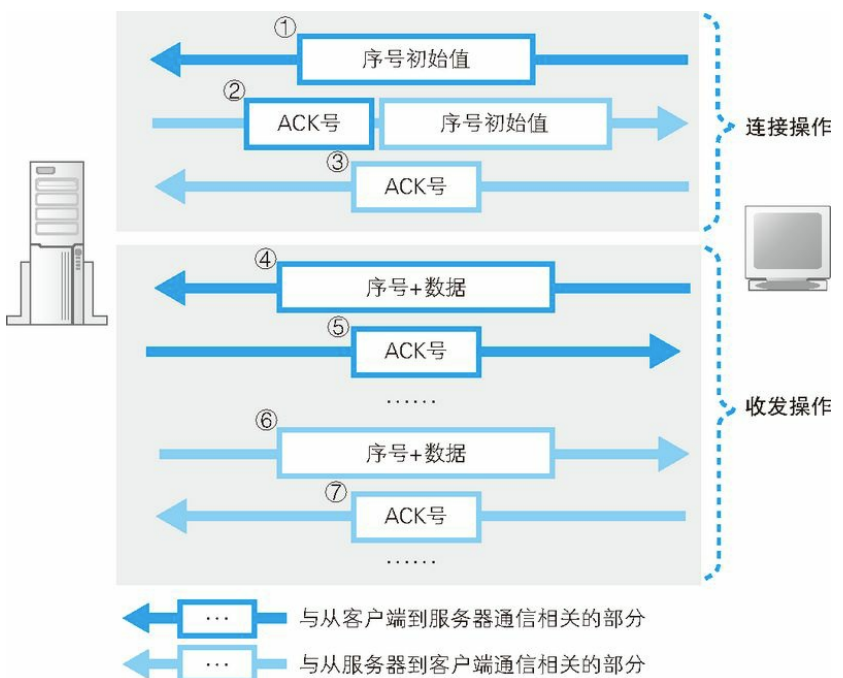 ①
序号初始值
②
ACK号
序号初始值
③
ACK号
连接操作
④
序号+数据
⑤
ACK号
……
⑥
序号+数据
⑦
ACK号
……
收发操作
… 与从客户端到服务器通信相关的部分
… 与从服务器到客户端通信相关的部分